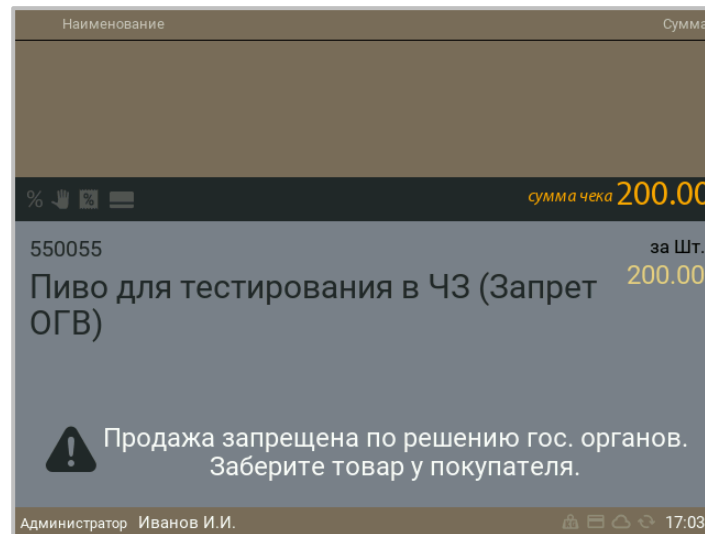 Наименование Сумма
% % сумма чека 200.00
550055 за Шт.
Пиво для тестирования в ЧЗ (Запрет 200.00
ОГВ)
Продажа запрещена по решению гос. органов.
Заберите товар у покупателя.
Администратор Иванов И.И. 17:03